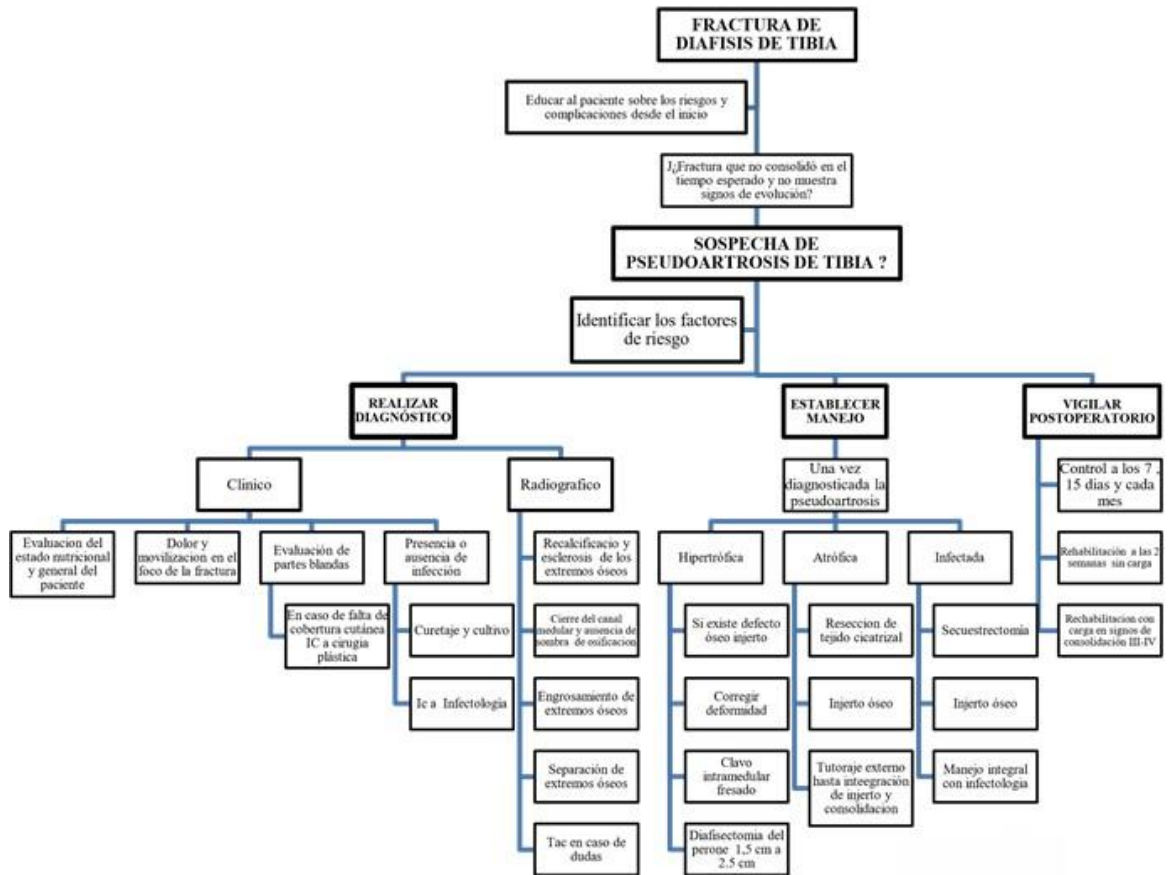 FRACTURA DE
DIAFISIS DE TIBIA
Educar al paciente sobre los riesgos y
complicaciones desde el inicio
J¿Fractura que no consolidó en el
tiempo esperado y no muestra
signos de evolución?
SOSPECHA DE
PSEUDOARTROSIS DE TIBIA ?
Identificar los factores
de riesgo
REALIZAR
DIAGNÓSTICO
Clinico
Evaluacion del
estado nutricional
y general del
paciente
Dolor y
movilizacion en el
foco de la fractura
Evaluación de
partes blandas
En caso de falta de
cobertura cutánea
IC a cirugia
plástica
Presencia o
ausencia de
infección
Curetaje y cultivo
Ic a Infectologia
Radiografico
Recalcificacio y
esclerosis de los
extremos óseos
Cierre del canal
medular y ausencia de
sombra de osificacion
Engrosamiento de
extremos óseos
Separación de
extremos óseos
Tac en caso de
dudas
ESTABLECER
MANEJO
Una vez
diagnosticada la
pseudoartrosis
Hipertrófica
Si existe defecto
óseo injerto
Corregir
deformidad
Clavo
intramedular
fresado
Diafisectomia del
perone 1,5 cm a
2.5 cm
Atrófica
Reseccion de
tejido cicatrizal
Injerto óseo
Tutoraje externo
hasta inteegración
de injerto y
consolidacion
Infectada
Secuestrectomia
Injerto óseo
Manejo integral
con infectologia
VIGILAR
POSTOPERATORIO
Control a los 7 ,
15 dias y cada
mes
Rehabilitación a las 2
semanas sin carga
Rechabilitacion con
carga en signos de
consolidación III-IV